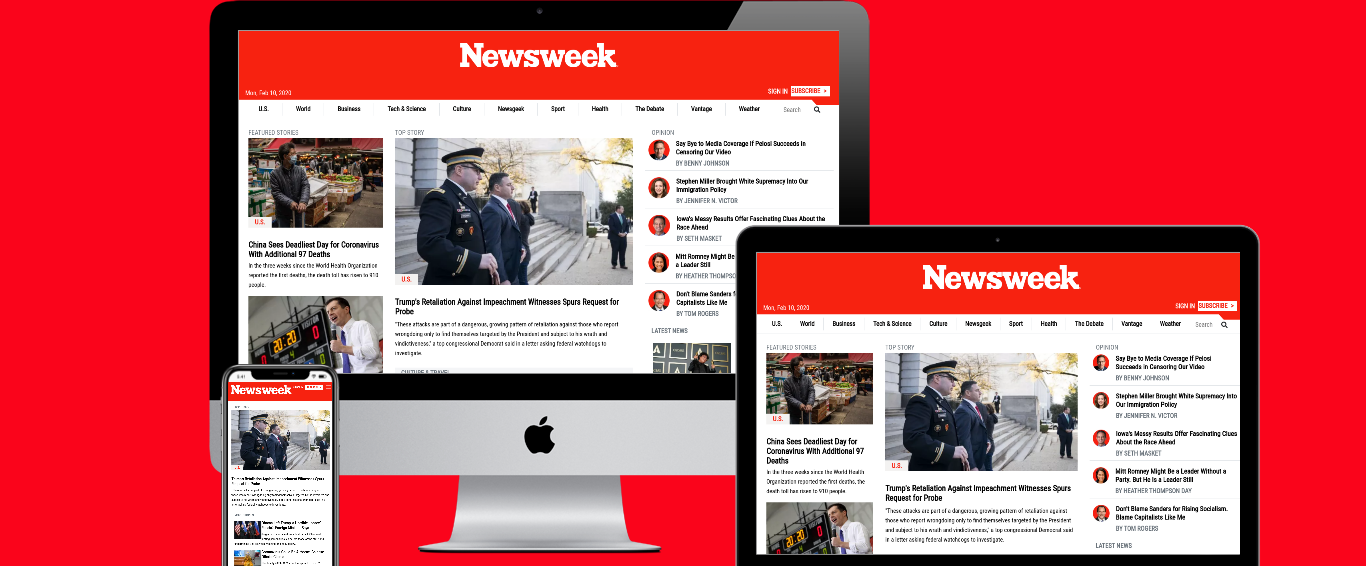 Newsweek
Mon, Feb 10, 2020
SIGN IN SUBSCRIBE >
U.S. World Business Tech & Science Culture Newsgeek Sport Health The Debate Vantage Weather Search
FEATURED STORIES
U.S.
China Sees Deadliest Day for Coronavirus
With Additional 97 Deaths
In the three weeks since the World Health Organization
reported the first deaths, the death toll has risen to 910
people.
20:20 0
TOP STORY
U.S.
Trump's Retaliation Against Impeachment Witnesses Spurs Request for
Probe
"These attacks are part of a dangerous, growing pattern of retaliation against those who report
wrongdoing only to find themselves targeted by the President and subject to his wrath and
vindictiveness," a top congressional Democrat said in a letter asking federal watchdogs to
investigate.
CULTURE & TRAVEL
OPINION
Say Bye to Media Coverage If Pelosi Succeeds in
Censoring Our Video
BY BENNY JOHNSON
Stephen Miller Brought White Supremacy Into Our
Immigration Policy
BY JENNIFER N. VICTOR
Iowa's Messy Results Offer Fascinating Clues About the
Race Ahead
BY SETH MASKET
Mitt Romney Might Be
a Leader Still
BY HEATHER THOMPSO
Don't Blame Sanders f
Capitalists Like Me
BY TOM ROGERS
LATEST NEWS
Newsweek
Newsweek
Mon, Feb 10, 2020
SIGN IN SUBSCRIBE >
U.S. World Business Tech & Science Culture Newsgeek Sport Health The Debate Vantage Weather Search
FEATURED STORIES
U.S.
China Sees Deadliest Day for
Coronavirus With Additional 97
Deaths
In the three weeks since the World Health
Organization reported the first deaths, the
death toll has risen to 910 people.
20:20 0
TOP STORY
U.S.
Trump's Retaliation Against Impeachment Witnesses Spurs
Request for Probe
"These attacks are part of a dangerous, growing pattern of retaliation against
those who report wrongdoing only to find themselves targeted by the President
and subject to his wrath and vindictiveness," a top congressional Democrat said
in a letter asking federal watchdogs to investigate.
OPINION
Say Bye to Media Coverage If Pelosi
Succeeds in Censoring Our Video
BY BENNY JOHNSON
Stephen Miller Brought White Supremacy Into
Our Immigration Policy
BY JENNIFER N. VICTOR
Iowa's Messy Results Offer Fascinating Clues
About the Race Ahead
BY SETH MASKET
Mitt Romney Might Be a Leader Without a
Party. But He Is a Leader Still
BY HEATHER THOMPSON DAY
Don't Blame Sanders for Rising Socialism.
Blame Capitalists Like Me
BY TOM ROGERS
LATEST NEWS